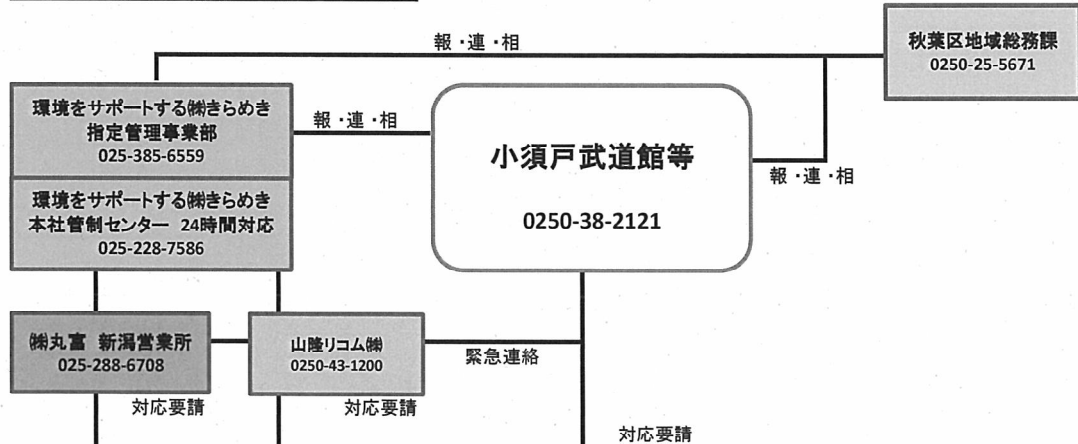 報・連・相
秋葉区地域総務課
0250-25-5671
環境をサポートする㈱きらめき
指定管理事業部
025-385-6559
報・連・相
小須戸武道館等
0250-38-2121
報・連・相
環境をサポートする㈱きらめき
本社管制センター 24時間対応
025-228-7586
㈱丸富 新潟営業所
025-288-6708
山隆リコム㈱
0250-43-1200
緊急連絡
対応要請
対応要請
対応要請